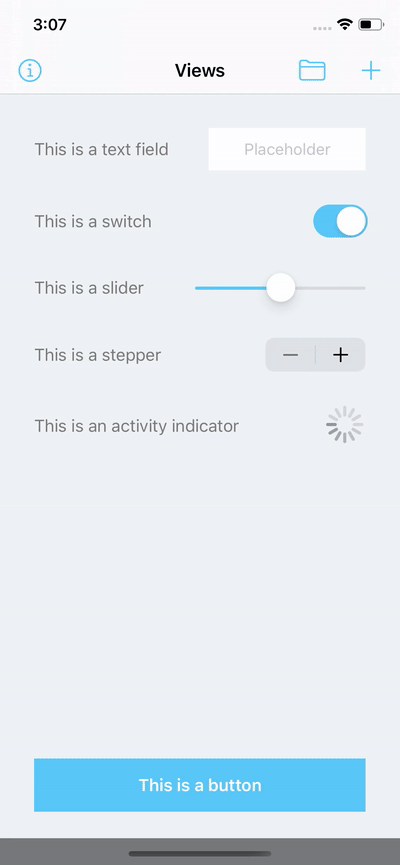 3:07
Views
This is a text field
Placeholder
This is a switch
This is a slider
This is a stepper
This is an activity indicator
This is a button